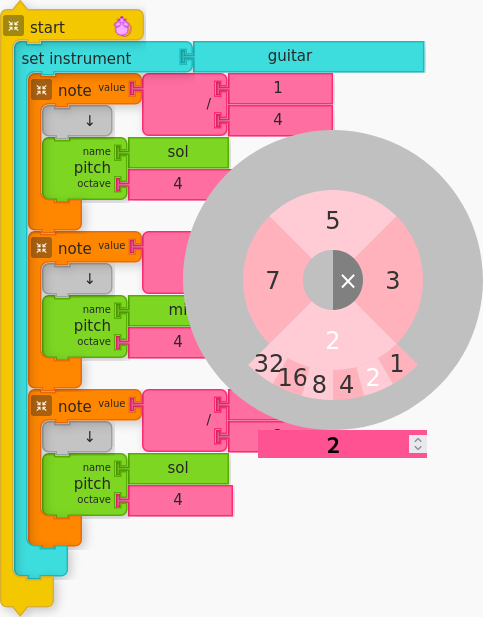 start
set instrument guitar
note value / 1
4
↓
name sol
pitch
octave 4
note value
↓
name mi
pitch
octave 4
note value /
↓
name sol
pitch
octave 4
5
7 × 3
2
32 16 8 4 2 1
2